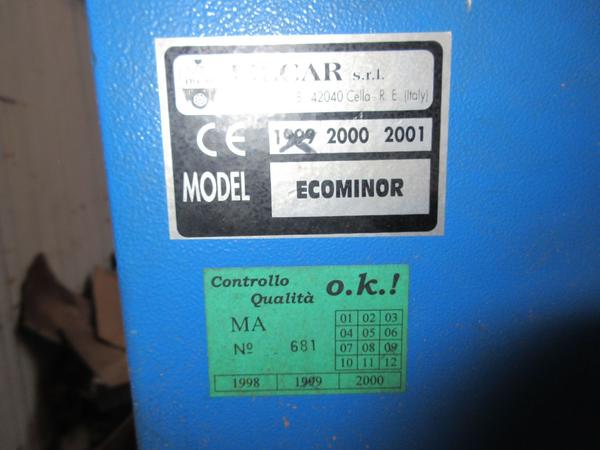 s.r.l.
42040 Cella - R. E. (Italy)
CE 1999 2000 2001
MODEL ECOMINOR
Controllo Qualità o.k.!
MA
Nº 681
01 02 03
04 05 06
07 08 09
10 11 12
1998 1999 2000